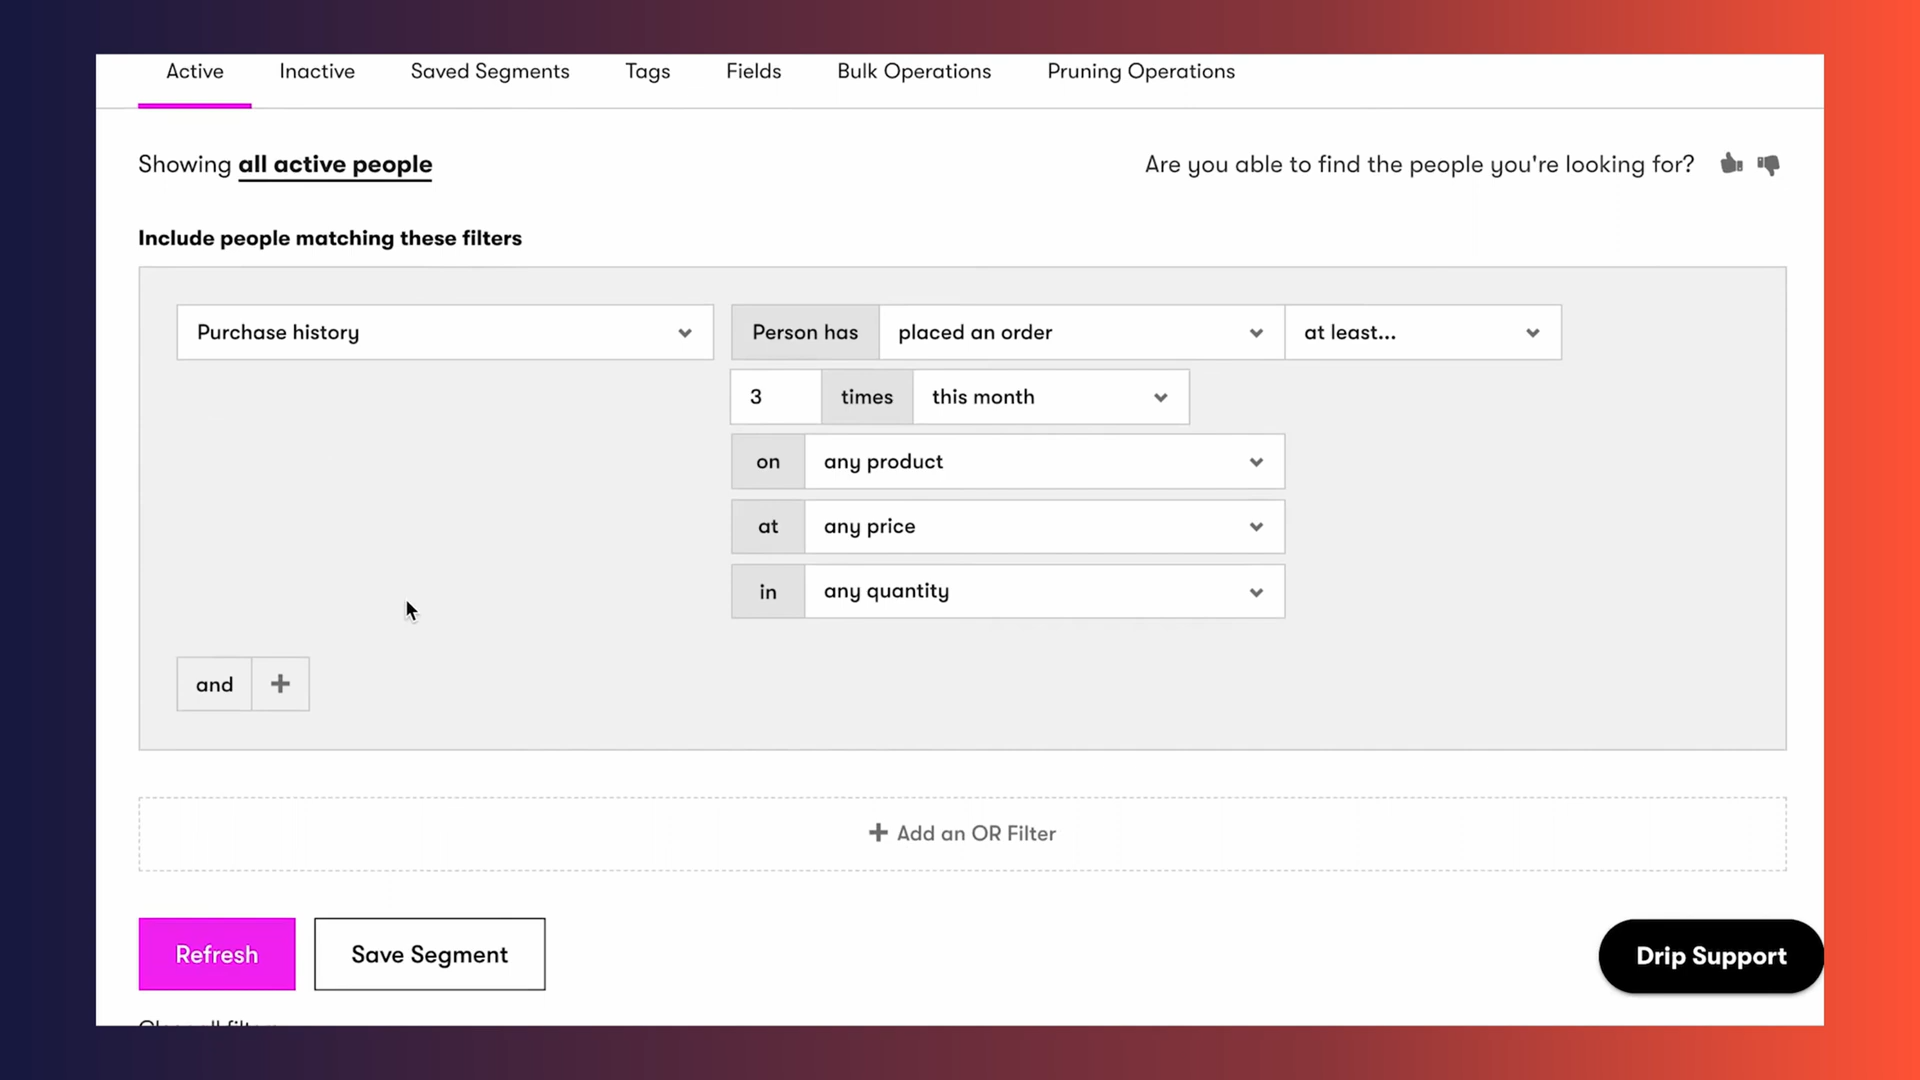 Active Inactive Saved Segments Tags Fields Bulk Operations Pruning Operations
Showing all active people Are you able to find the people you're looking for?
Include people matching these filters
Purchase history Person has placed an order at least...
3 times this month
on any product
at any price
in any quantity
and +
+ Add an OR Filter
Refresh Save Segment Drip Support
Clear all filters